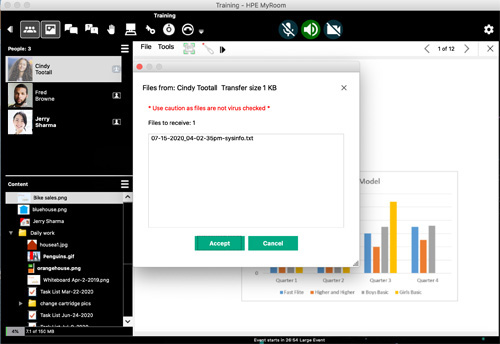 Training - HPE MyRoom
Training
People: 3
File Tools
1 of 12
Cindy
Tootall
Fred
Browne
Jerry
Sharma
Files from: Cindy Tootall Transfer size 1 KB
* Use caution as files are not virus checked *
Files to receive: 1
07-15-2020_04-02-35pm-sysinfo.txt
Accept
Cancel
Model
Quarter 1
Quarter 2
Quarter 3
Quarter 4
Fast Flite
Higher and Higher
Boys Basic
Girls Basic
Content
Bike sales.png
bluehouse.png
Jerry Sharma
Daily work
housea1.jpg
Penguins.gif
orangehouse.png
Whiteboard Apr-2-2019.png
Task List Mar-22-2020
change cartridge pics
Task List Jun-24-2020
4%
7.1 of 150 MB
Event starts in 26:54 Large Event